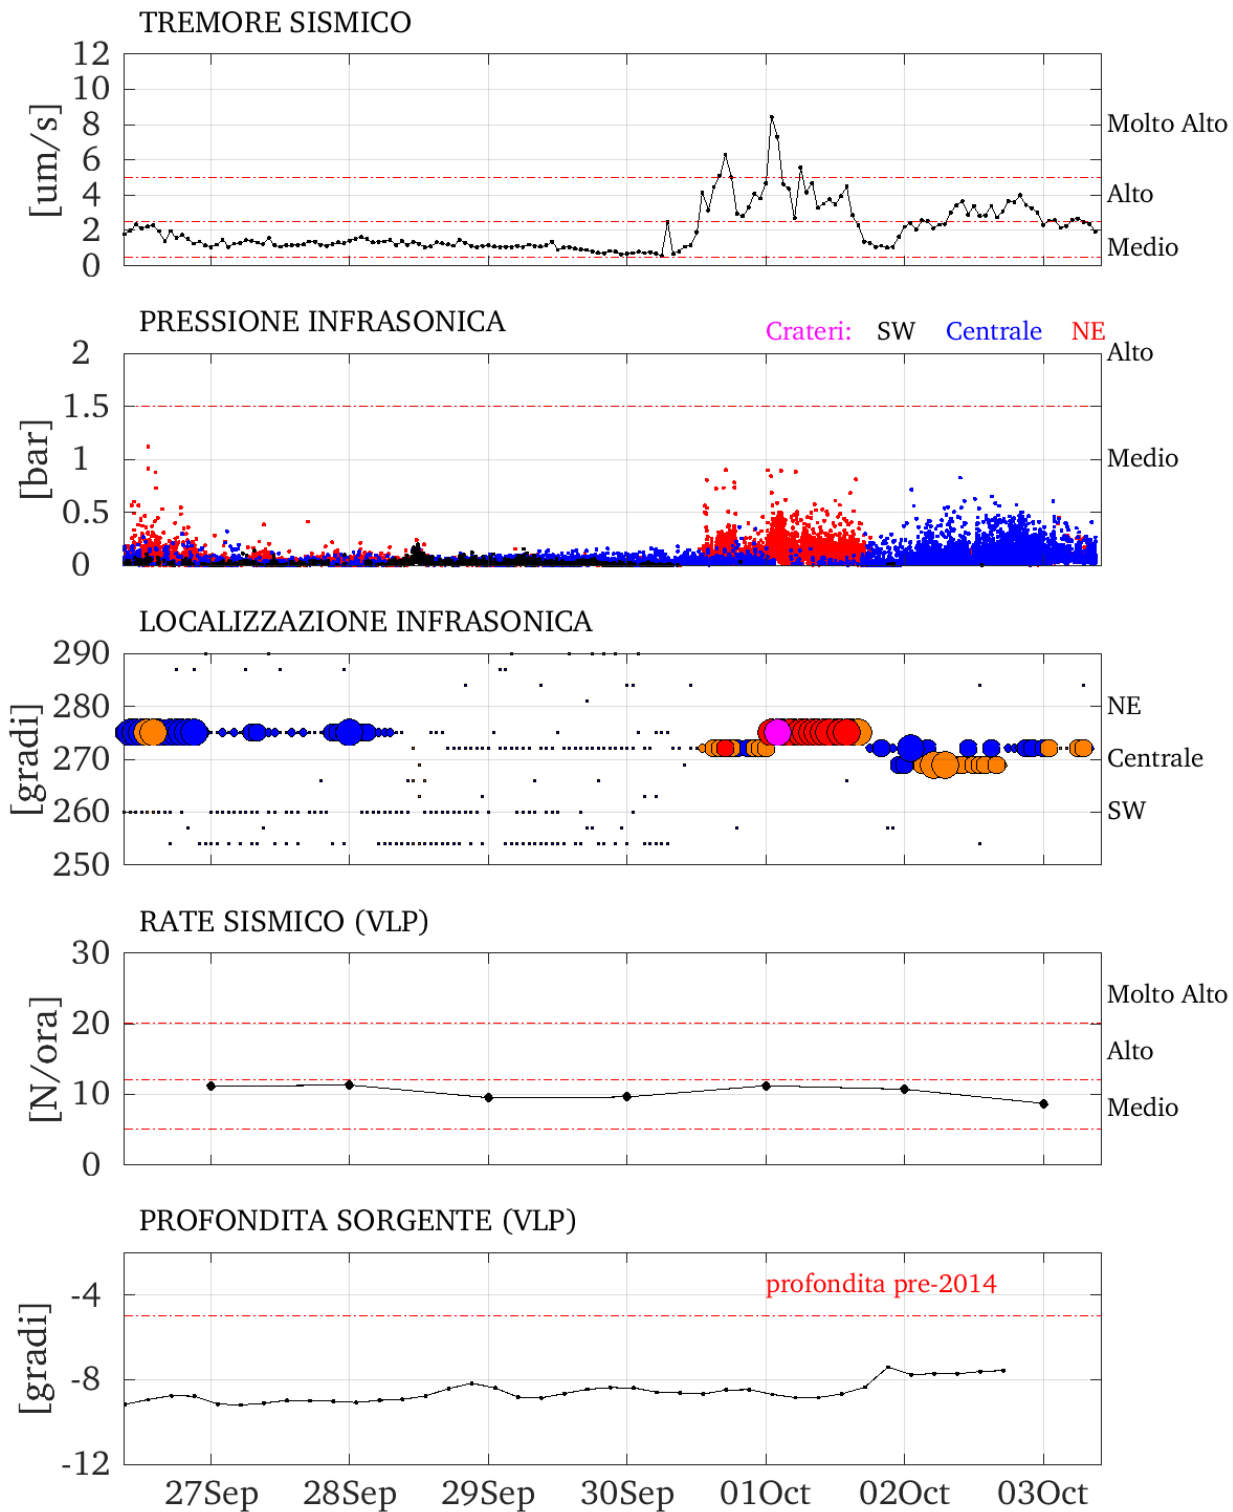 TREMORE SISMICO
12
10
8
6
4
2
0
[um/s]
Molto Alto
Alto
Medio
PRESSIONE INFRASONICA
Crateri: SW Centrale NE
2
1.5
1
0.5
0
[bar]
Alto
Medio
LOCALIZZAZIONE INFRASONICA
290
280
270
260
250
[gradi]
NE
Centrale
SW
RATE SISMICO (VLP)
30
20
10
0
[N/ora]
Molto Alto
Alto
Medio
PROFONDITA SORGENTE (VLP)
profondita pre-2014
-4
-8
-12
[gradi]
27Sep 28Sep 29Sep 30Sep 01Oct 02Oct 03Oct